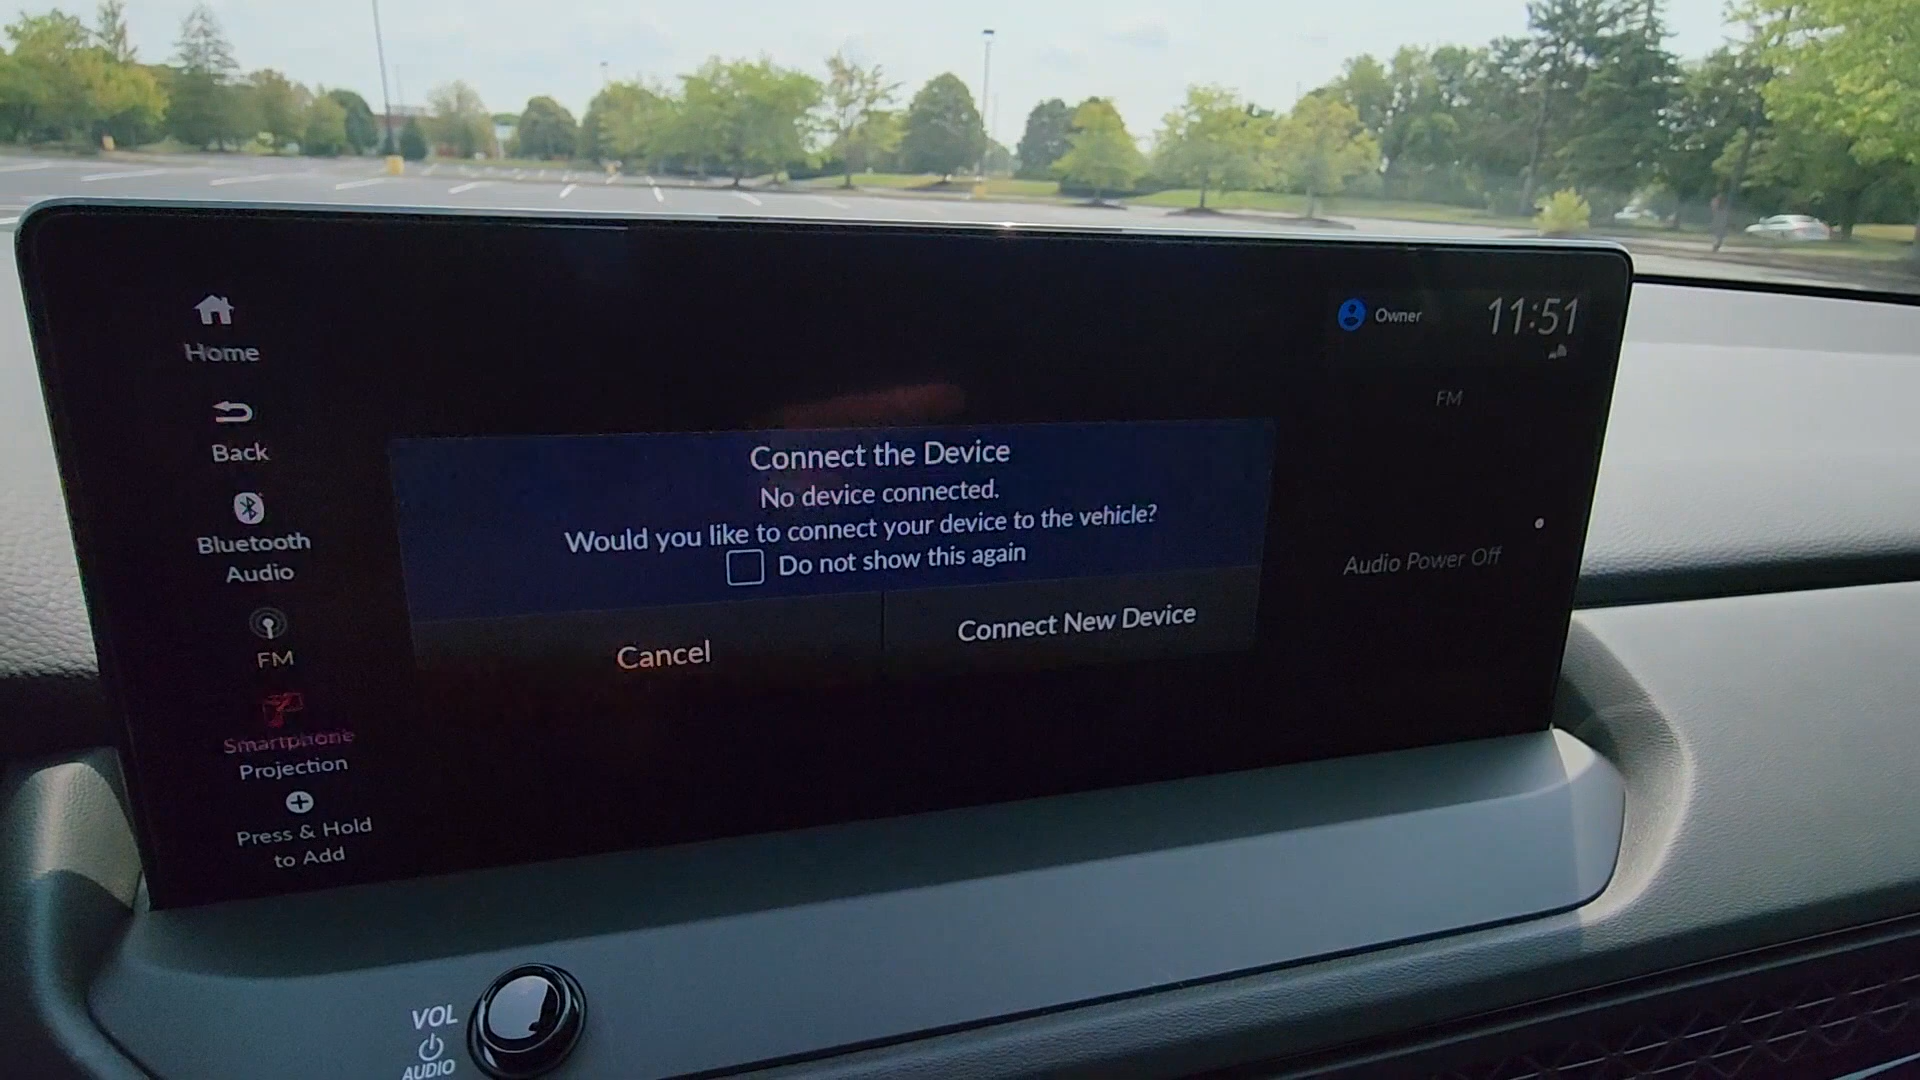 Home
Back
Bluetooth
Audio
FM
Smartphone
Projection
Press & Hold
to Add
Connect the Device
No device connected.
Would you like to connect your device to the vehicle?
Do not show this again
Cancel
Connect New Device
Owner
11:51
FM
Audio Power Off
VOL
AUDIO